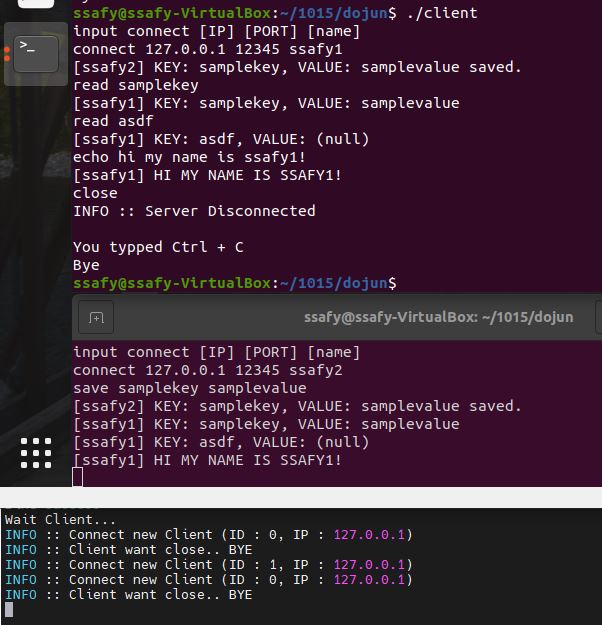 ssafy@ssafy-VirtualBox:~/1015/dojun$ ./client
input connect [IP] [PORT] [name]
connect 127.0.0.1 12345 ssafy1
[ssafy2] KEY: samplekey, VALUE: samplevalue saved.
read samplekey
[ssafy1] KEY: samplekey, VALUE: samplevalue
read asdf
[ssafy1] KEY: asdf, VALUE: (null)
echo hi my name is ssafy1!
[ssafy1] HI MY NAME IS SSAFY1!
close
INFO :: Server Disconnected
You typped Ctrl + C
Bye
ssafy@ssafy-VirtualBox:~/1015/dojun$
ssafy@ssafy-VirtualBox: ~/1015/dojun
input connect [IP] [PORT] [name]
connect 127.0.0.1 12345 ssafy2
save samplekey samplevalue
[ssafy2] KEY: samplekey, VALUE: samplevalue saved.
[ssafy1] KEY: samplekey, VALUE: samplevalue
[ssafy1] KEY: asdf, VALUE: (null)
[ssafy1] HI MY NAME IS SSAFY1!
Wait Client...
INFO :: Connect new Client (ID : 0, IP : 127.0.0.1)
INFO :: Client want close.. BYE
INFO :: Connect new Client (ID : 1, IP : 127.0.0.1)
INFO :: Connect new Client (ID : 0, IP : 127.0.0.1)
INFO :: Client want close.. BYE